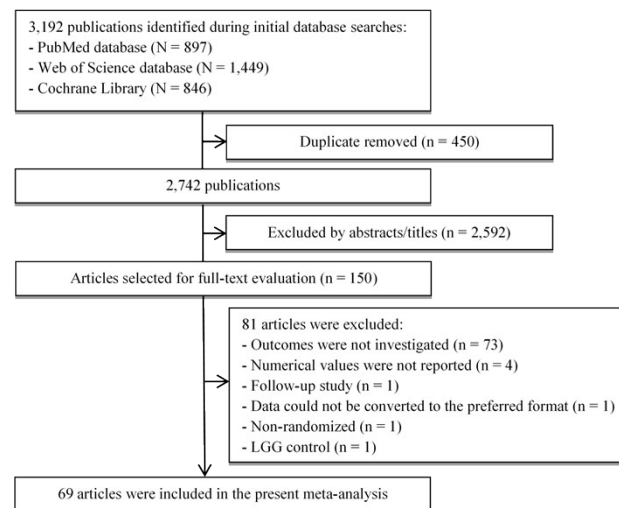 3,192 publications identified during initial database searches:
- PubMed database (N = 897)
- Web of Science database (N = 1,449)
- Cochrane Library (N = 846)
Duplicate removed (n = 450)
2,742 publications
Excluded by abstracts/titles (n = 2,592)
Articles selected for full-text evaluation (n = 150)
81 articles were excluded:
- Outcomes were not investigated (n = 73)
- Numerical values were not reported (n = 4)
- Follow-up study (n = 1)
- Data could not be converted to the preferred format (n = 1)
- Non-randomized (n = 1)
- LGG control (n = 1)
69 articles were included in the present meta-analysis